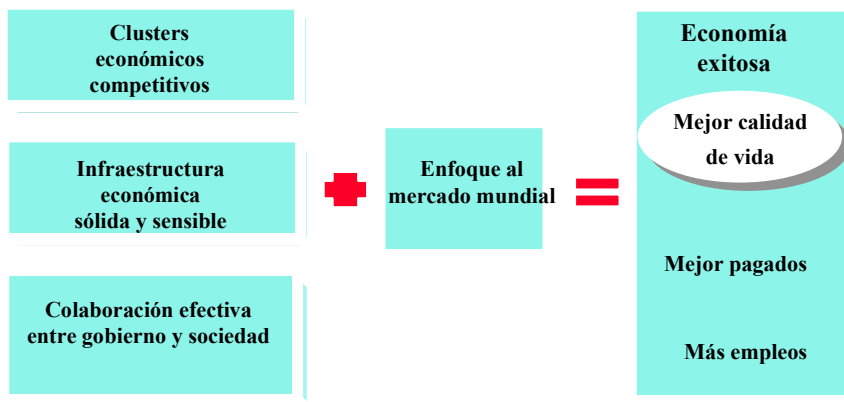 Clusters
económicos
competitivos
Infraestructura
económica
sólida y sensible
Colaboración efectiva
entre gobierno y sociedad
Enfoque al
mercado mundial
Economía
exitosa
Mejor calidad
de vida
Mejor pagados
Más empleos